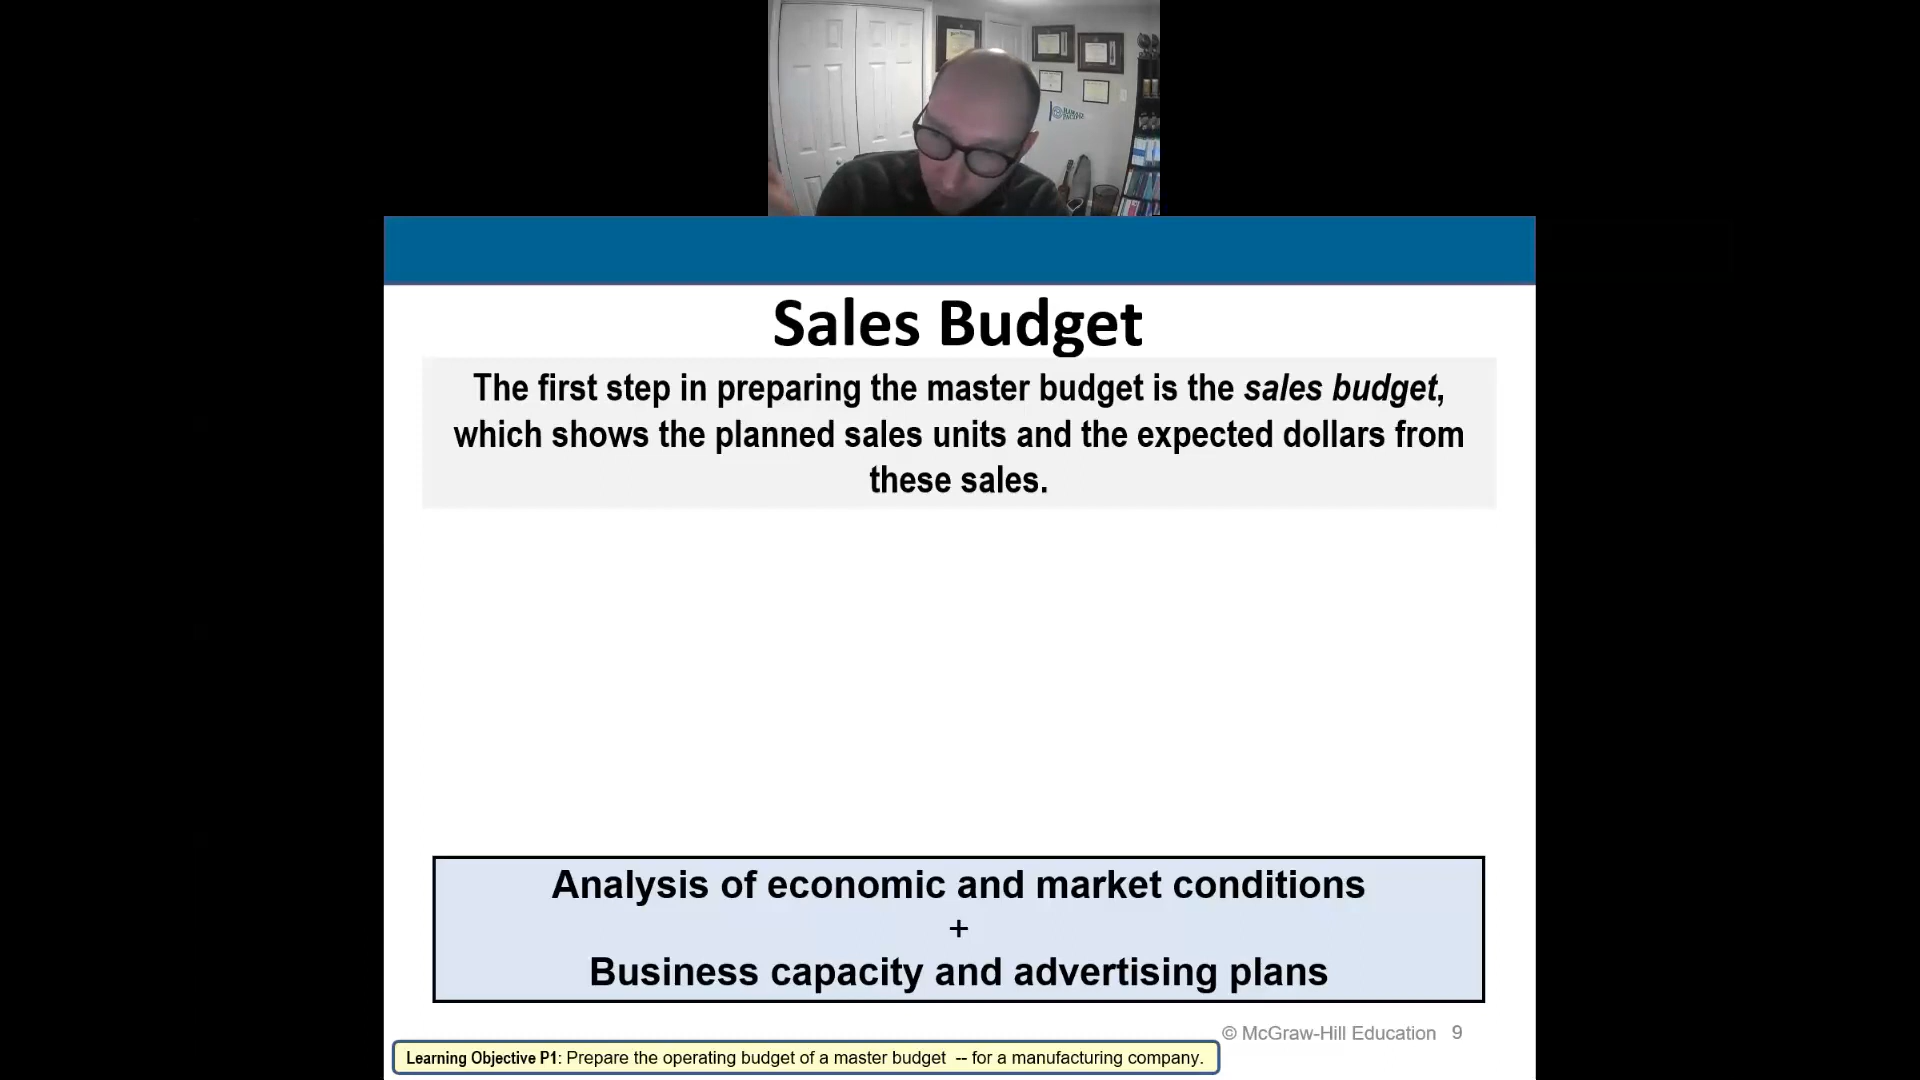 Sales Budget
The first step in preparing the master budget is the sales budget,
which shows the planned sales units and the expected dollars from
these sales.
Analysis of economic and market conditions
+
Business capacity and advertising plans
© McGraw-Hill Education 9
Learning Objective P1: Prepare the operating budget of a master budget -- for a manufacturing company.